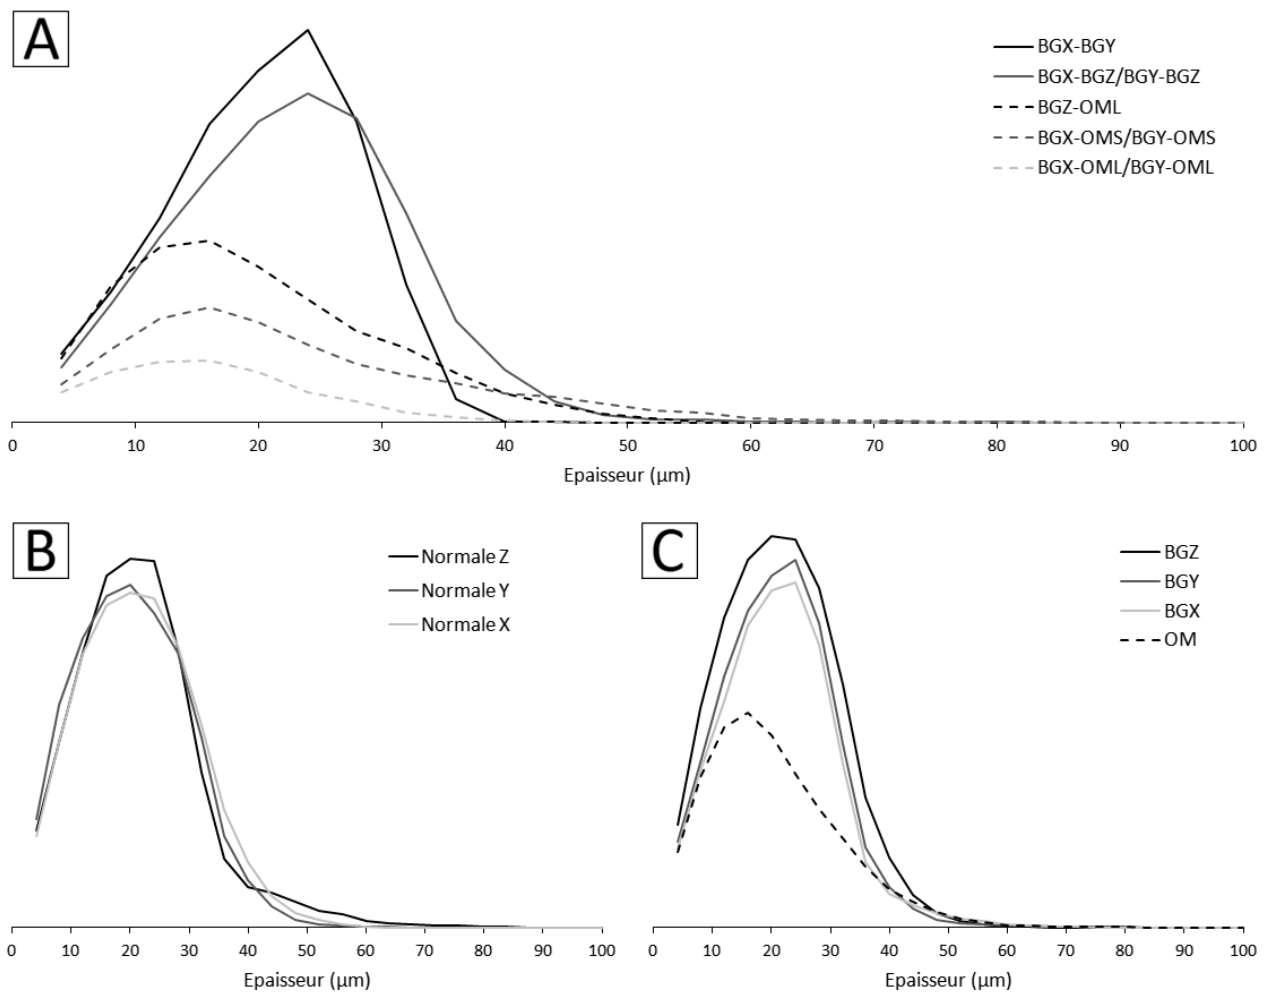 A
BGX-BGY
BGX-BGZ/BGY-BGZ
BGZ-OML
BGX-OMS/BGY-OMS
BGX-OML/BGY-OML
0 10 20 30 40 50 60 70 80 90 100
Epaisseur (µm)
B
Normale Z
Normale Y
Normale X
0 10 20 30 40 50 60 70 80 90 100
Epaisseur (µm)
C
BGZ
BGY
BGX
OM
0 10 20 30 40 50 60 70 80 90 100
Epaisseur (µm)